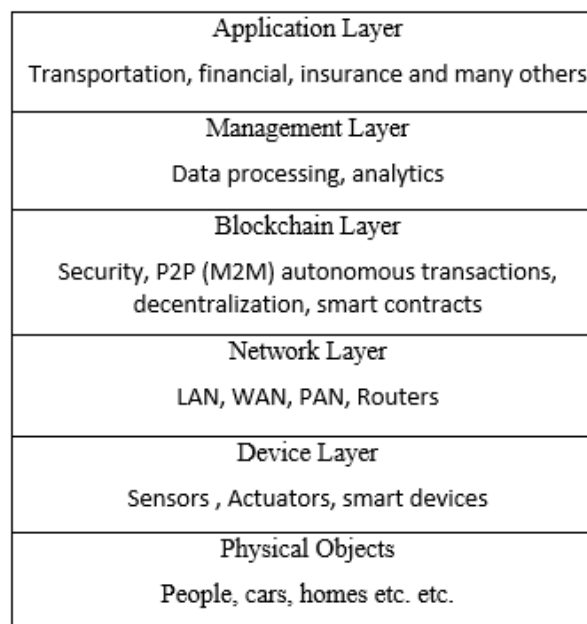 Application Layer
Transportation, financial, insurance and many others
Management Layer
Data processing, analytics
Blockchain Layer
Security, P2P (M2M) autonomous transactions,
decentralization, smart contracts
Network Layer
LAN, WAN, PAN, Routers
Device Layer
Sensors , Actuators, smart devices
Physical Objects
People, cars, homes etc. etc.